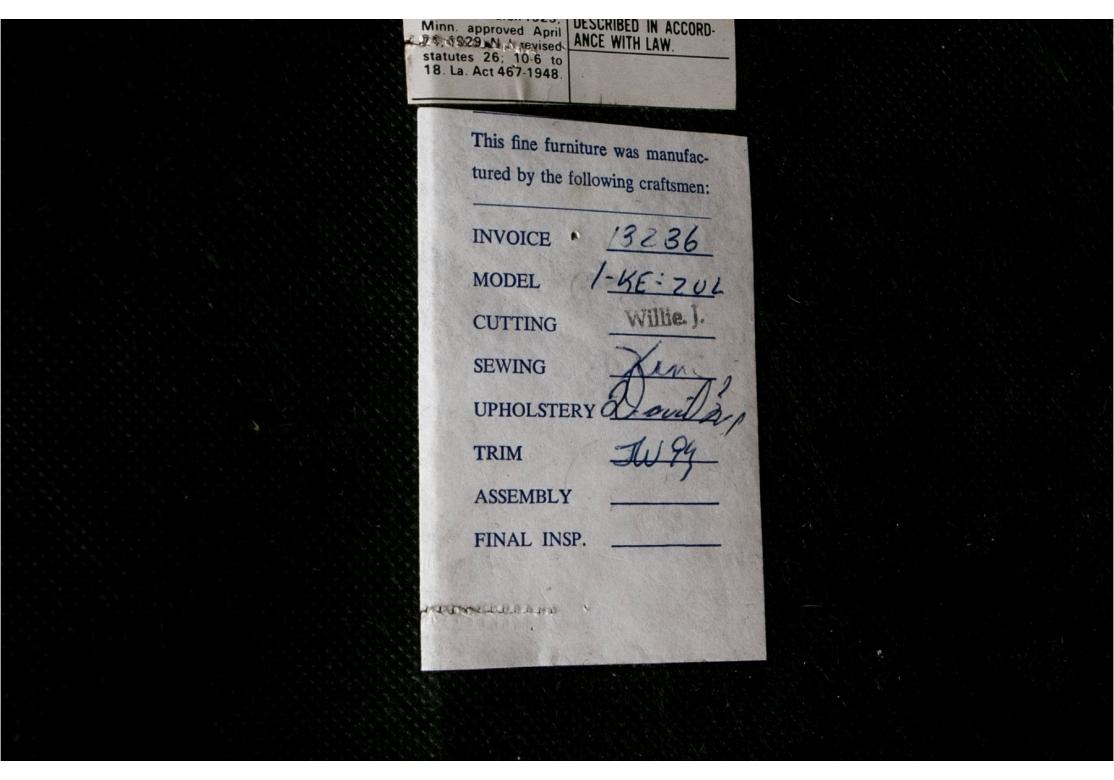 Minn. approved April
revised
statutes 26; 10-6 to
18. La. Act 467-1948.
DESCRIBED IN ACCORD-
ANCE WITH LAW.
This fine furniture was manufac-
tured by the following craftsmen:
INVOICE 13236
MODEL 1-KE-ZUL
CUTTING Willie. J.
SEWING
UPHOLSTERY
TRIM JW 94
ASSEMBLY
FINAL INSP.